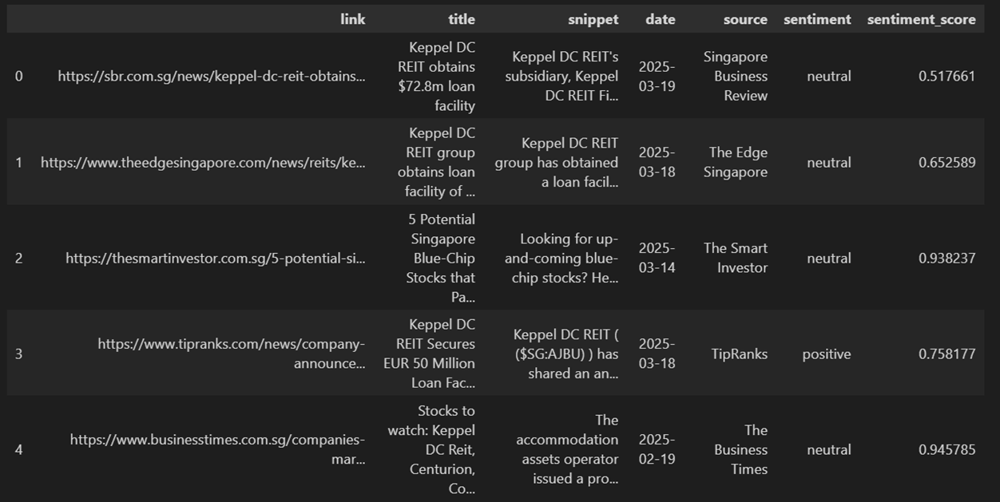 link title snippet date source sentiment sentiment_score
0 https://sbr.com.sg/news/keppel-dc-reit-obtains...
Keppel DC
REIT obtains
$72.8m loan
facility
Keppel DC REIT's
subsidiary, Keppel
DC REIT Fi...
2025-
03-19
Singapore
Business
Review
neutral
0.517661
1 https://www.theedgesingapore.com/news/reits/ke...
Keppel DC
REIT group
obtains loan
facility of ...
Keppel DC REIT
group has obtained
a loan facil...
2025-
03-18
The Edge
Singapore
neutral
0.652589
2 https://thesmartinvestor.com.sg/5-potential-si...
5 Potential
Singapore
Blue-Chip
Stocks that
Pa...
Looking for up-
and-coming blue-
chip stocks? He...
2025-
03-14
The Smart
Investor
neutral
0.938237
3 https://www.tipranks.com/news/company-
announce...
Keppel DC
REIT Secures
EUR 50 Million
Loan Fac...
Keppel DC REIT (
($SG:AJBU) ) has
shared an an...
2025-
03-18
TipRanks
positive
0.758177
4 https://www.businesstimes.com.sg/companies-
mar...
Stocks to
watch: Keppel
DC Reit,
Centurion,
Co...
The
accommodation
assets operator
issued a pro...
2025-
02-19
The
Business
Times
neutral
0.945785